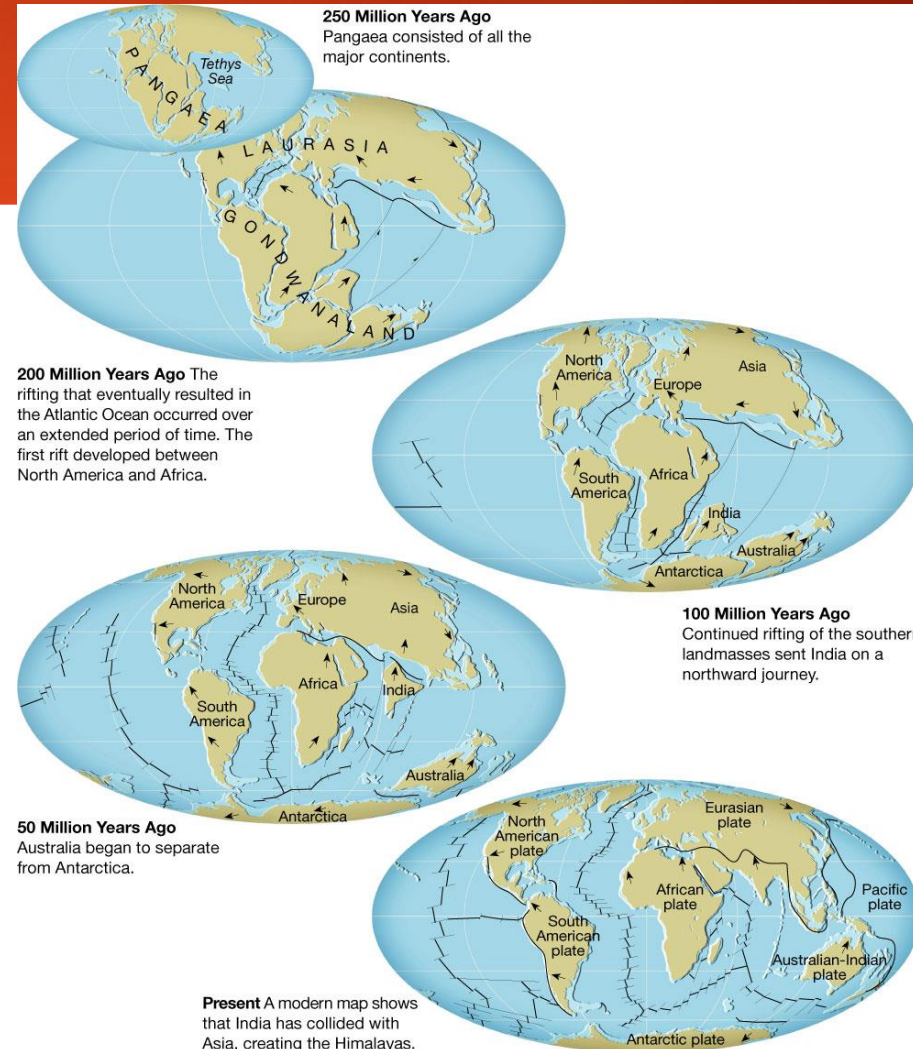 250 Million Years Ago
Pangaea consisted of all the
major continents.
PANGAEA
Tethys
Sea
LAURASIA
GONDWANALAND
200 Million Years Ago The
rifting that eventually resulted in
the Atlantic Ocean occurred over
an extended period of time. The
first rift developed between
North America and Africa.
North
America
Europe
Asia
South
America
Africa
India
Australia
Antarctica
100 Million Years Ago
Continued rifting of the southern
landmasses sent India on a
northward journey.
North
America
Europe
Asia
Africa
India
South
America
Australia
Antarctica
50 Million Years Ago
Australia began to separate
from Antarctica.
North
American
plate
Eurasian
plate
African
plate
Pacific
plate
South
American
plate
Australian-Indian
plate
Antarctic plate
Present A modern map shows
that India has collided with
Asia, creating the Himalayas.